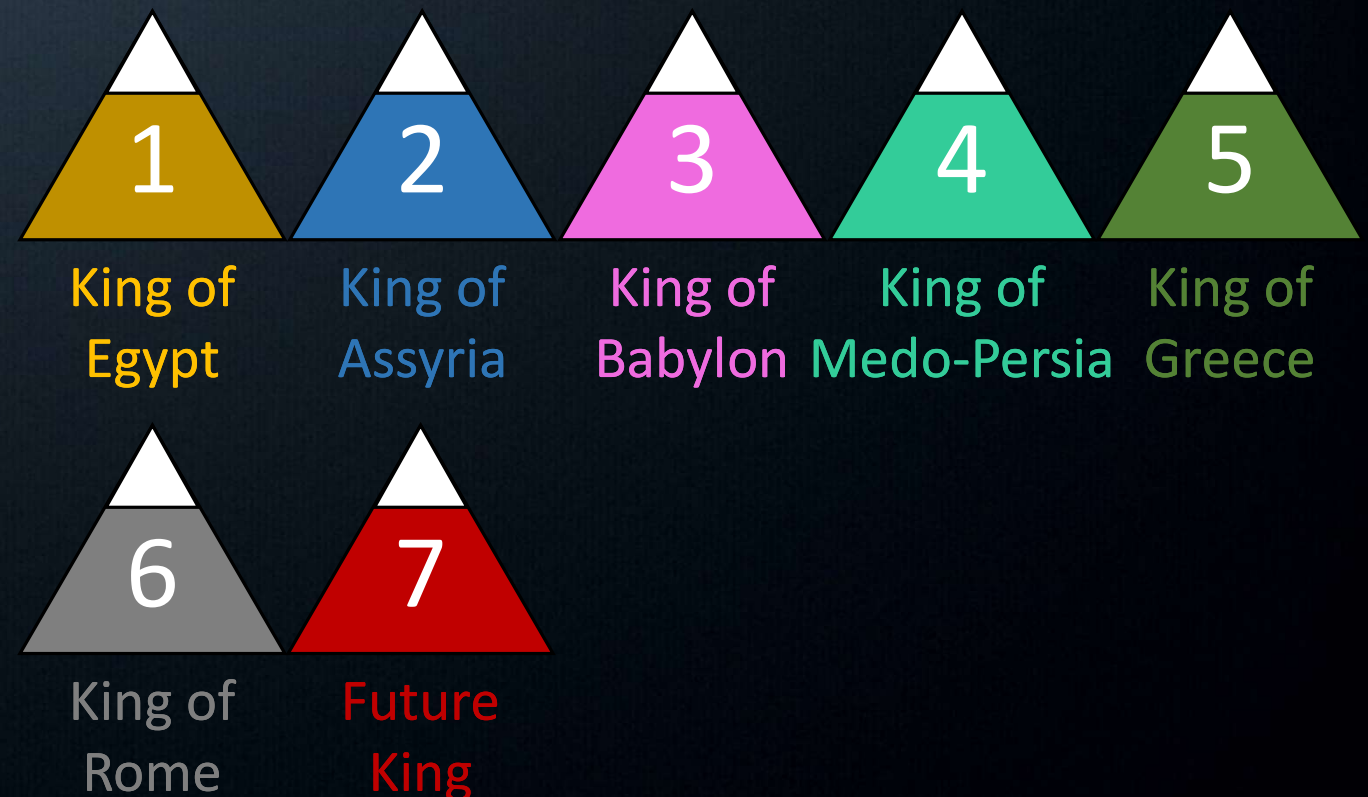 1 2 3 4 5
King of King of King of King of King of
Egypt Assyria Babylon Medo-Persia Greece
6 7
King of Future
Rome King